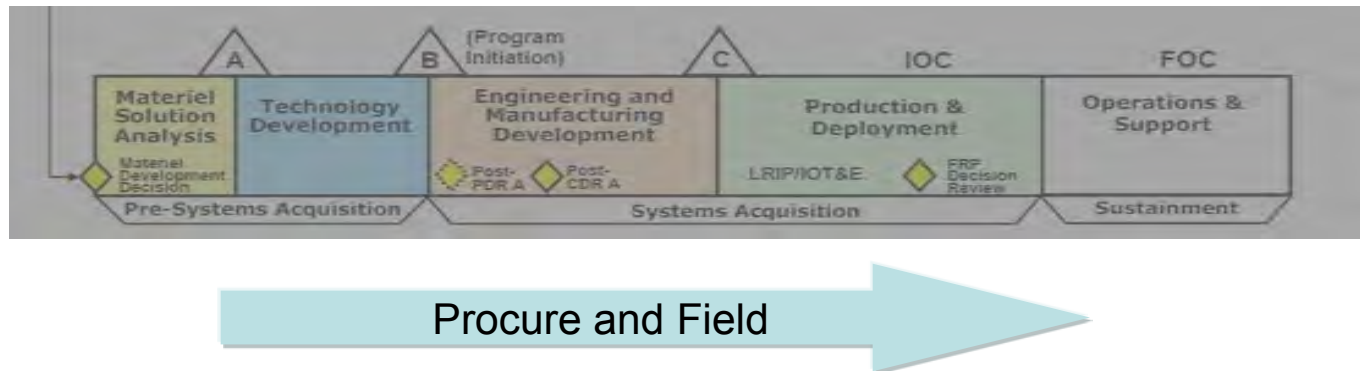 A
B
(Program
Initiation)
C
IOC
FOC
Materiel
Solution
Analysis
Technology
Development
Engineering and
Manufacturing
Development
Production &
Deployment
Operations &
Support
Materiel
Development
Decision
Post-
PDR A
Post-
CDR A
LRIP/IOT&E
FRP
Decision
Review
Pre-Systems Acquisition
Systems Acquisition
Sustainment
Procure and Field